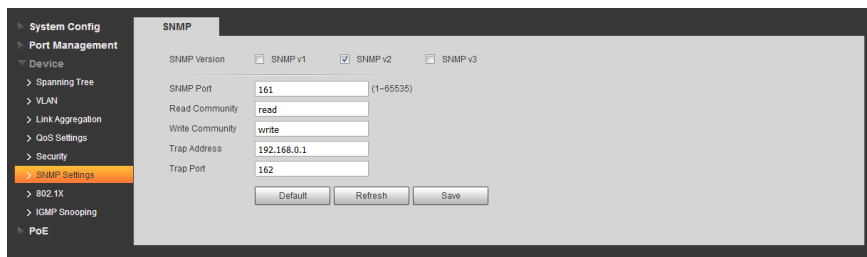 System Config
Port Management
Device
Spanning Tree
VLAN
Link Aggregation
QoS Settings
Security
SNMP Settings
802.1X
IGMP Snooping
PoE
SNMP
SNMP Version SNMP v1 SNMP v2 SNMP v3
SNMP Port 161 (1~65535)
Read Community read
Write Community write
Trap Address 192.168.0.1
Trap Port 162
Default Refresh Save